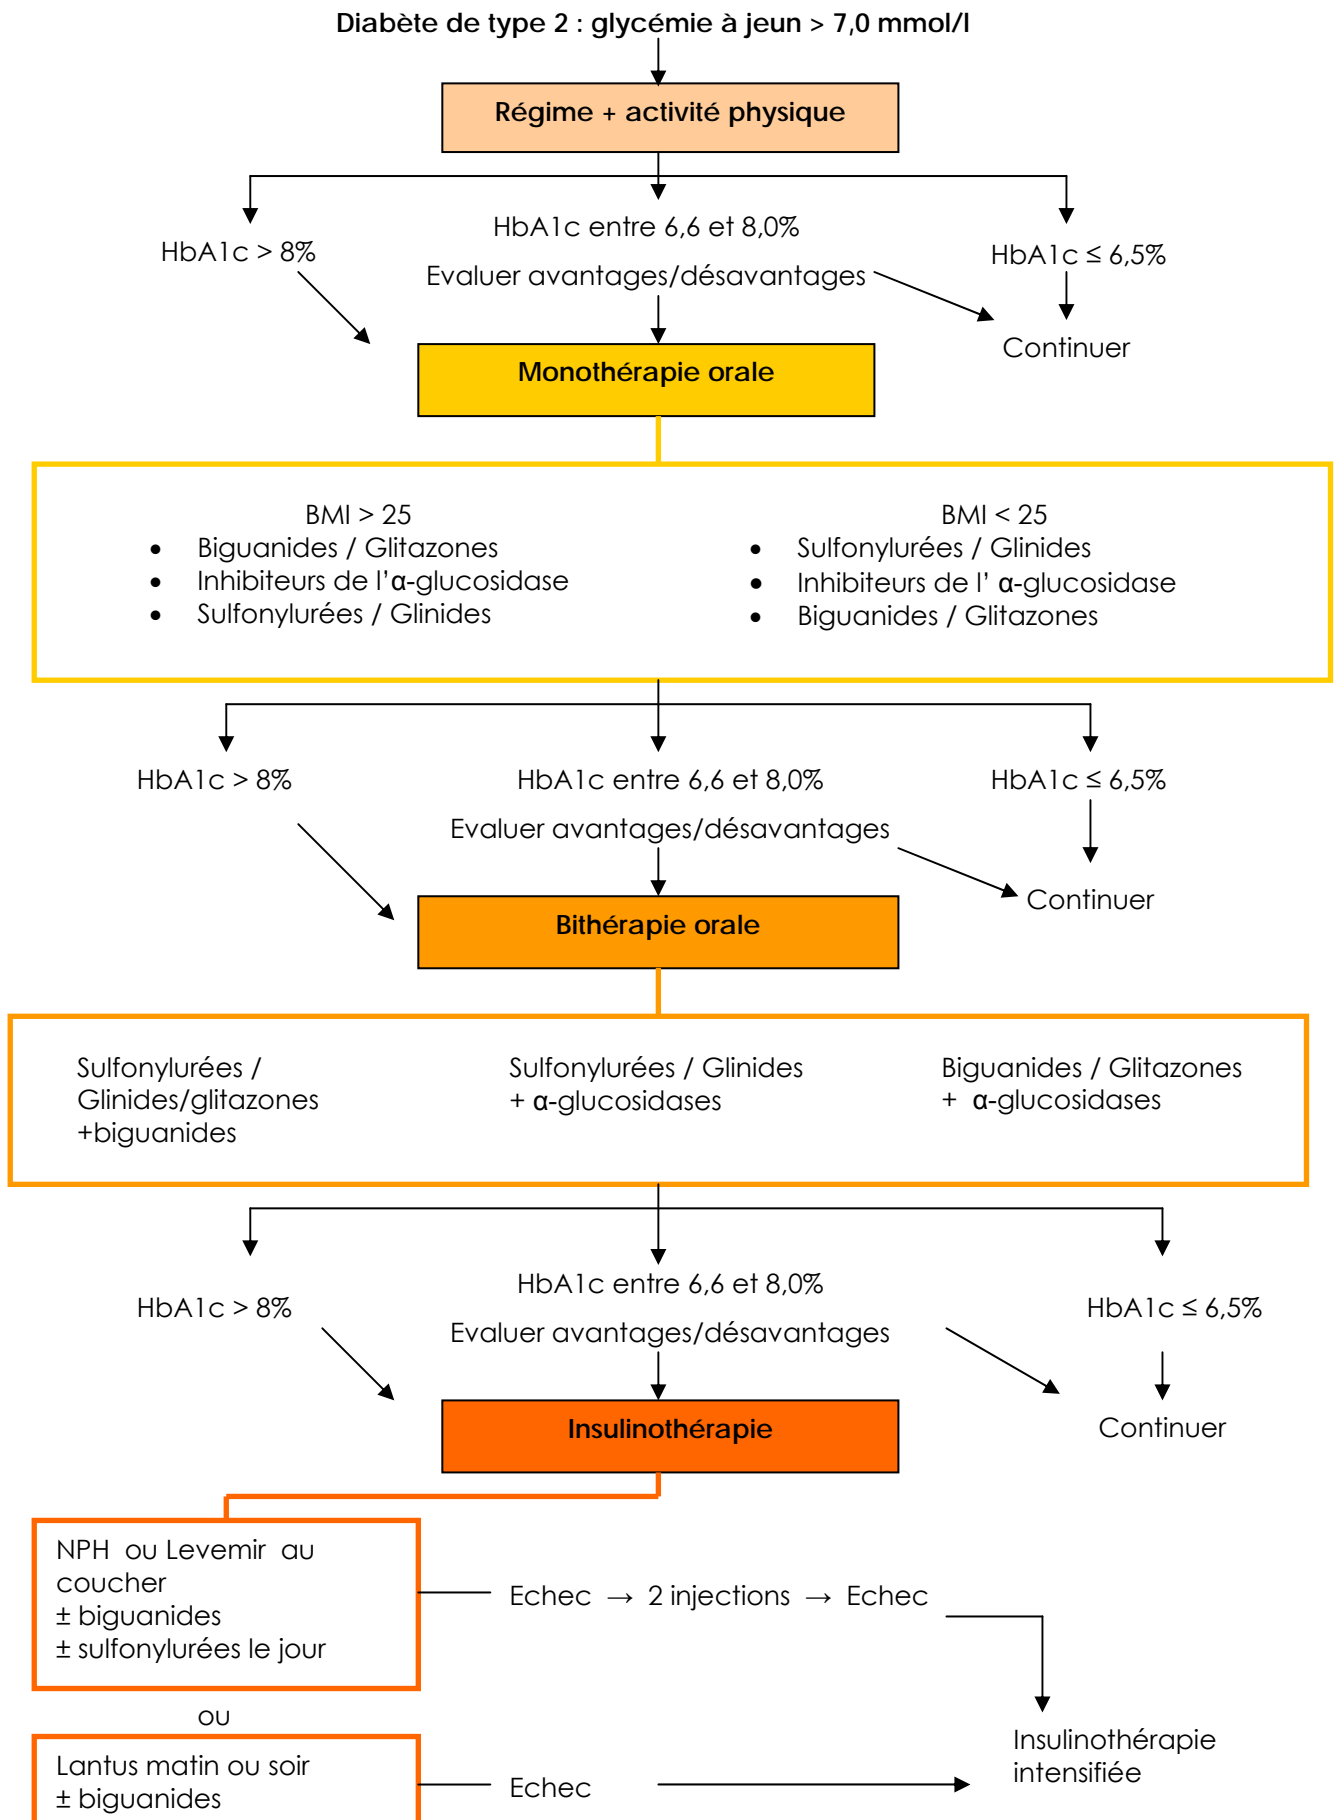 Diabète de type 2 : glycémie à jeun > 7,0 mmol/l
Régime + activité physique
HbA1c > 8%
HbA1c entre 6,6 et 8,0%
Evaluer avantages/désavantages
HbA1c ≤ 6,5%
Continuer
Monothérapie orale
BMI > 25
• Biguanides / Glitazones
• Inhibiteurs de l'α-glucosidase
• Sulfonylurées / Glinides
BMI < 25
• Sulfonylurées / Glinides
• Inhibiteurs de l' α-glucosidase
• Biguanides / Glitazones
HbA1c > 8%
HbA1c entre 6,6 et 8,0%
Evaluer avantages/désavantages
HbA1c ≤ 6,5%
Continuer
Bithérapie orale
Sulfonylurées /
Glinides/glitazones
+biguanides
Sulfonylurées / Glinides
+ α-glucosidases
Biguanides / Glitazones
+ α-glucosidases
HbA1c > 8%
HbA1c entre 6,6 et 8,0%
Evaluer avantages/désavantages
HbA1c ≤ 6,5%
Continuer
Insulinothérapie
NPH ou Levemir au
coucher
± biguanides
± sulfonylurées le jour
Echec → 2 injections → Echec
ou
Lantus matin ou soir
± biguanides
Echec
Insulinothérapie
intensifiée